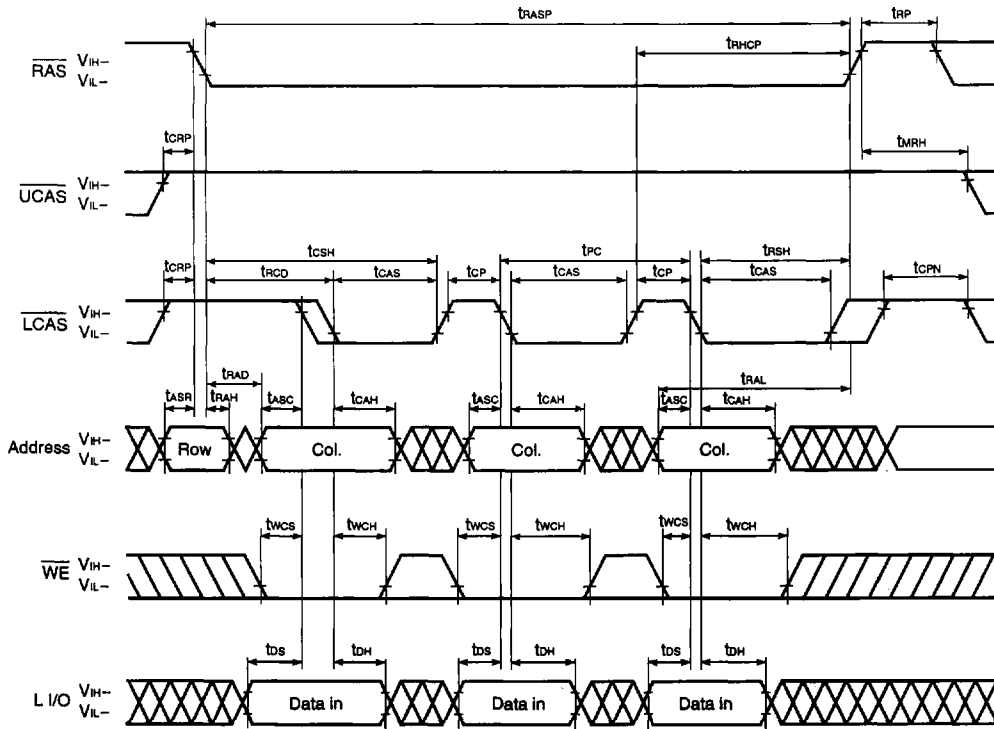 tRASP tRP
tRHCP
RAS VIH–
VIL–
tCRP tMRH
UCAS VIH–
VIL–
tCSH tPC tRSH
tCRP tRCD tCAS tCP tCAS tCP tCAS tCPN
LCAS VIH–
VIL–
tRAD tRAL
tASR tRAH tASC tCAH tASC tCAH tASC tCAH
Address VIH–
VIL–
Row Col. Col. Col.
tWCS tWCH tWCS tWCH tWCS tWCH
WE VIH–
VIL–
tDS tDH tDS tDH tDS tDH
L I/O VIH–
VIL–
Data in Data in Data in